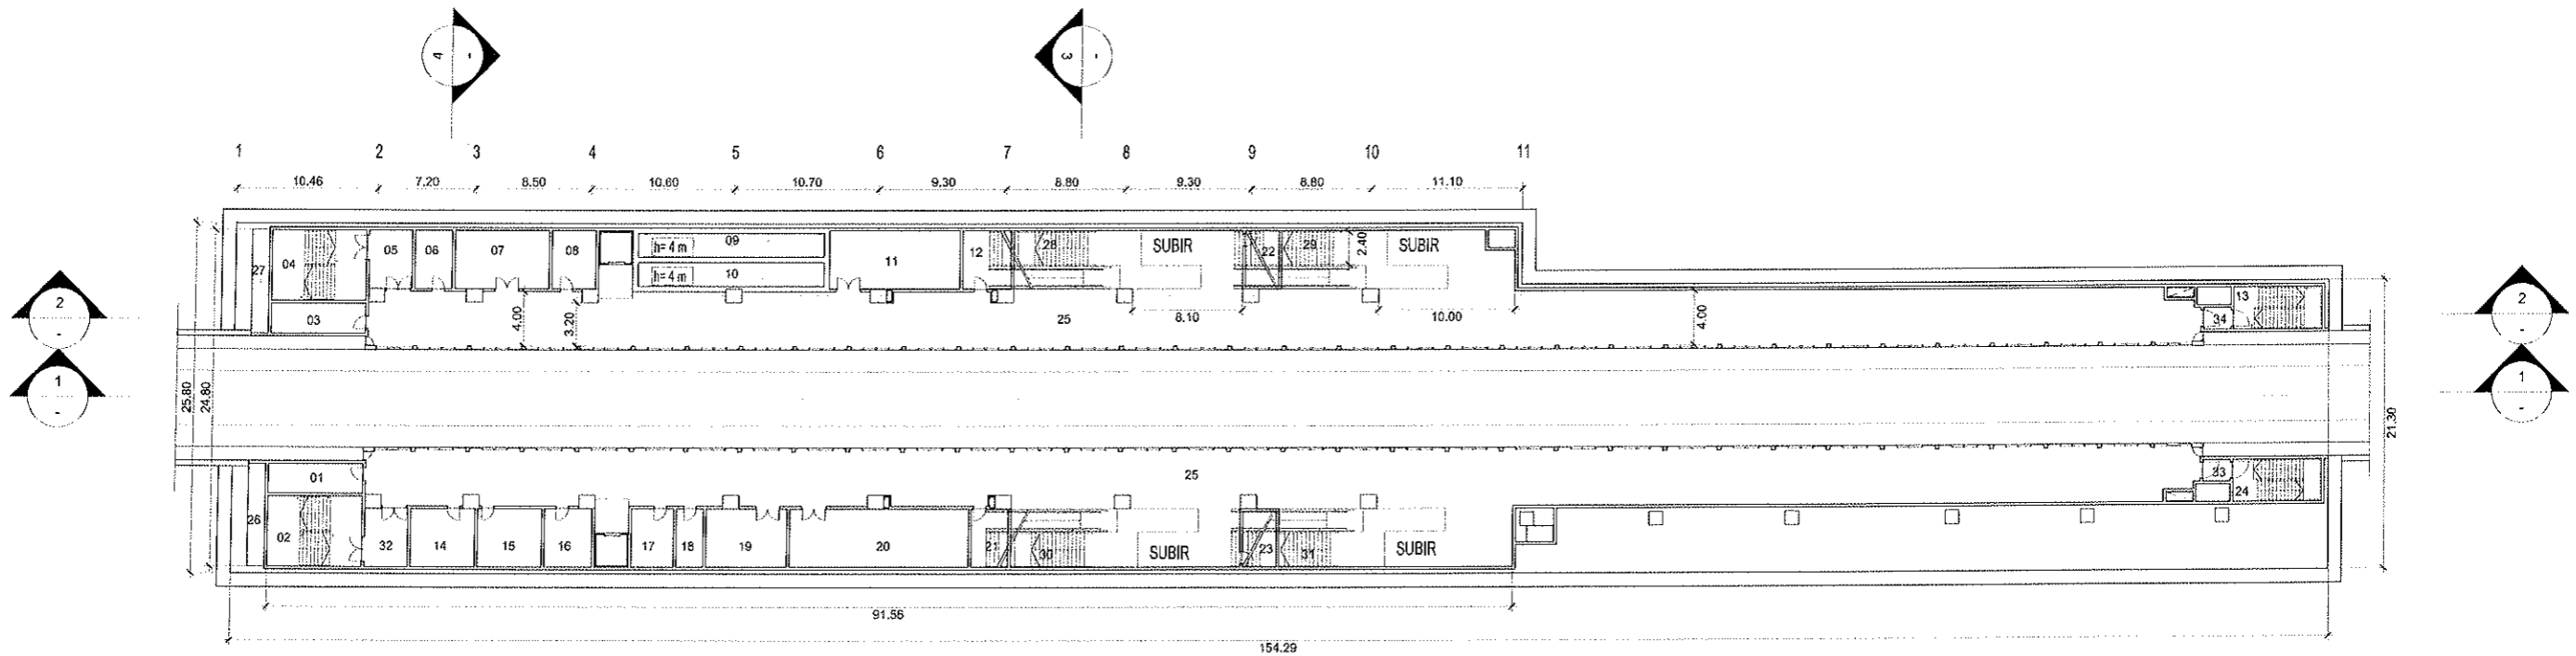 4 -
3 -
1 2 3 4 5 6 7 8 9 10 11
10.46 7.20 8.50 10.60 10.70 9.30 8.80 9.30 8.80 11.10
04 05 06 07 08 h= 4 m 09 11 12 28 SUBIR 22 29 2.40 SUBIR
27 h= 4 m 10
03 4.00 3.20 25 8.10 10.00 4.00 13 34
2 - 2 -
1 - 1 -
25.80 24.80 21.30
01 25 33
26 02 32 14 15 16 17 18 19 20 21 30 SUBIR 23 31 SUBIR 24
91.56
154.29